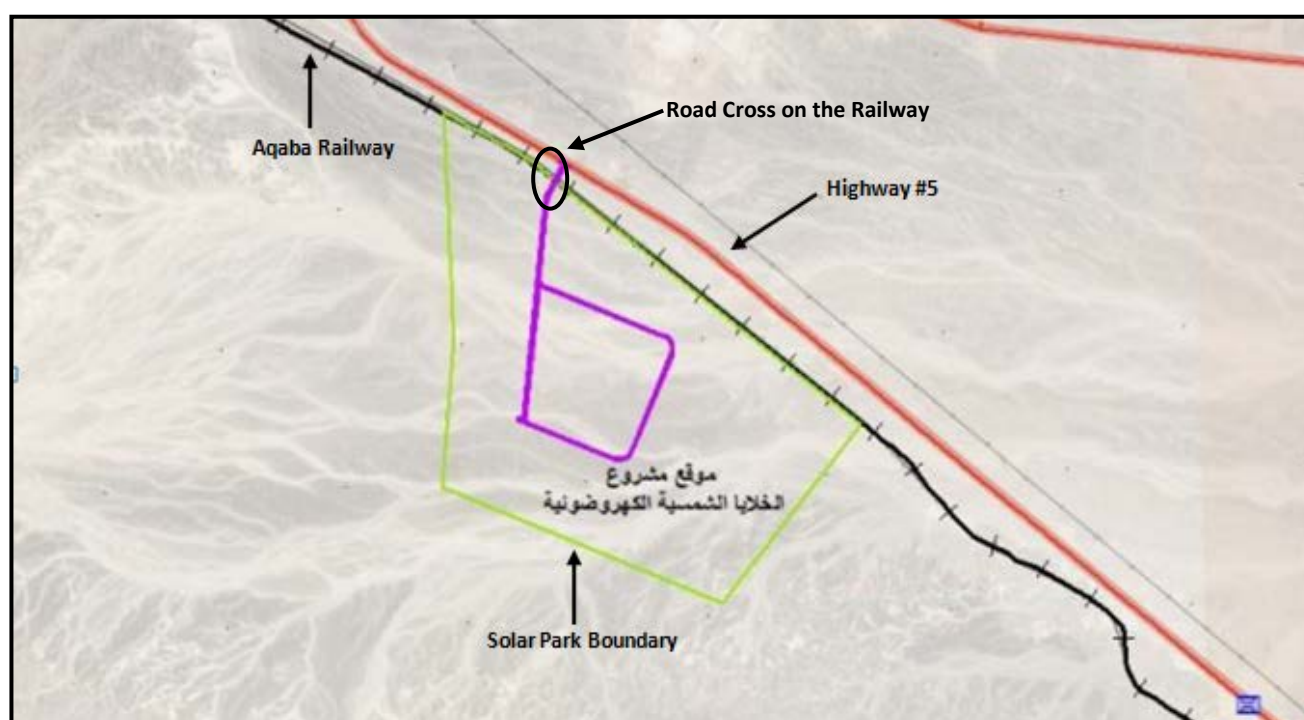 Road Cross on the Railway
Aqaba Railway
Highway #5
موقع مشروع
الخلايا الشمسية الكهروضوئية
Solar Park Boundary